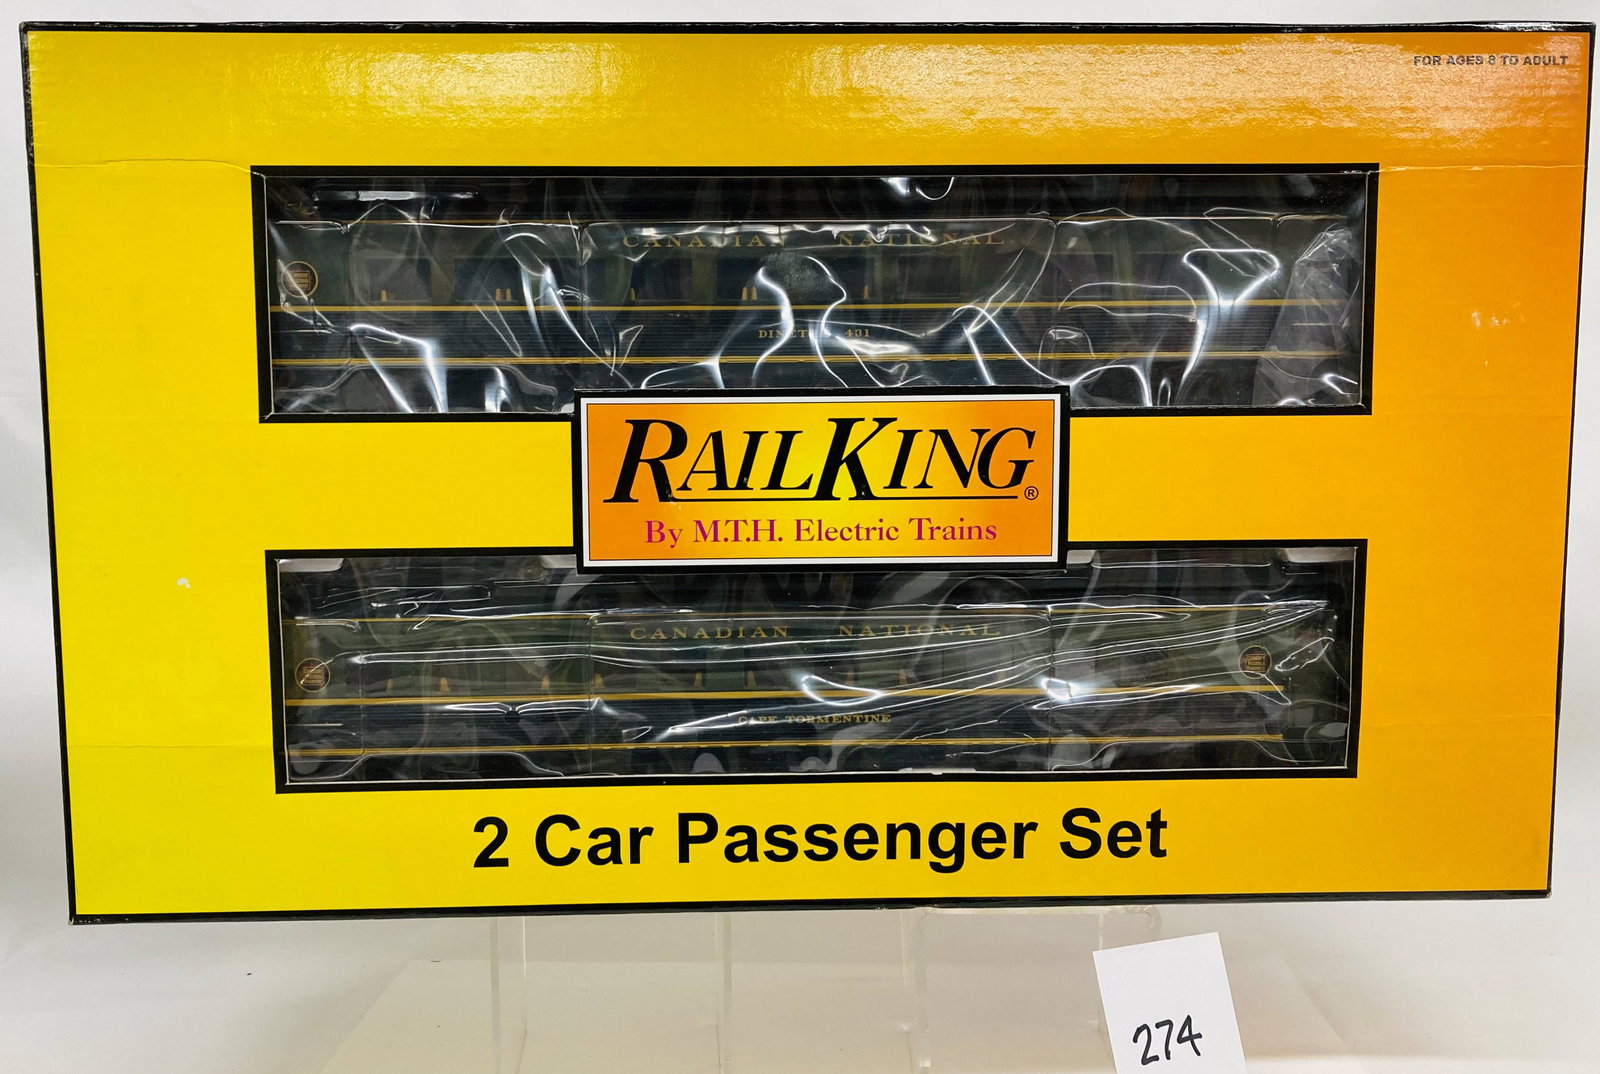 FOR AGES 8 TO ADULT
CANADIAN NATIONAL
431
RAILKING®
By M.T.H. Electric Trains
CANADIAN NATIONAL
CAPE TORMENTINE
2 Car Passenger Set
274